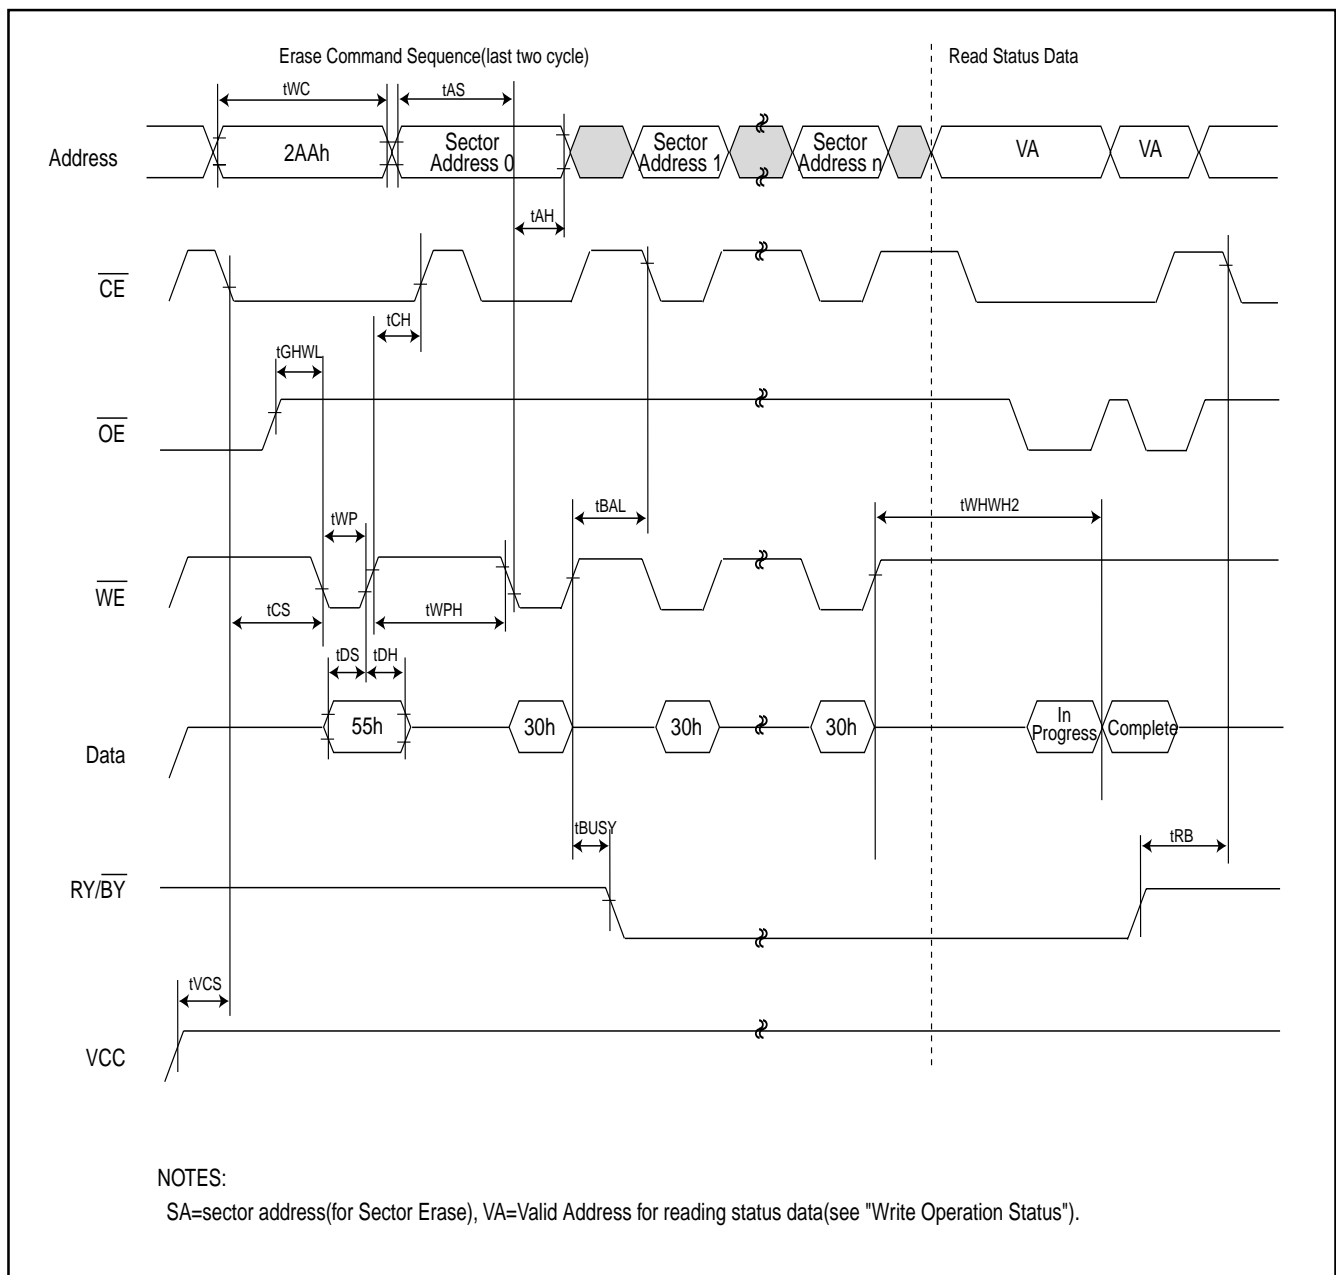 Erase Command Sequence(last two cycle)
Read Status Data
tWC
tAS
Address
2AAh
Sector
Address 0
Sector
Address 1
Sector
Address n
VA
VA
tAH
CE
tCH
tGHWL
OE
tBAL
tWHWH2
tWP
WE
tCS
tWPH
tDS
tDH
Data
55h
30h
30h
30h
In
Progress
Complete
tBUSY
tRB
RY/BY
tVCS
VCC
NOTES:
SA=sector address(for Sector Erase), VA=Valid Address for reading status data(see "Write Operation Status").